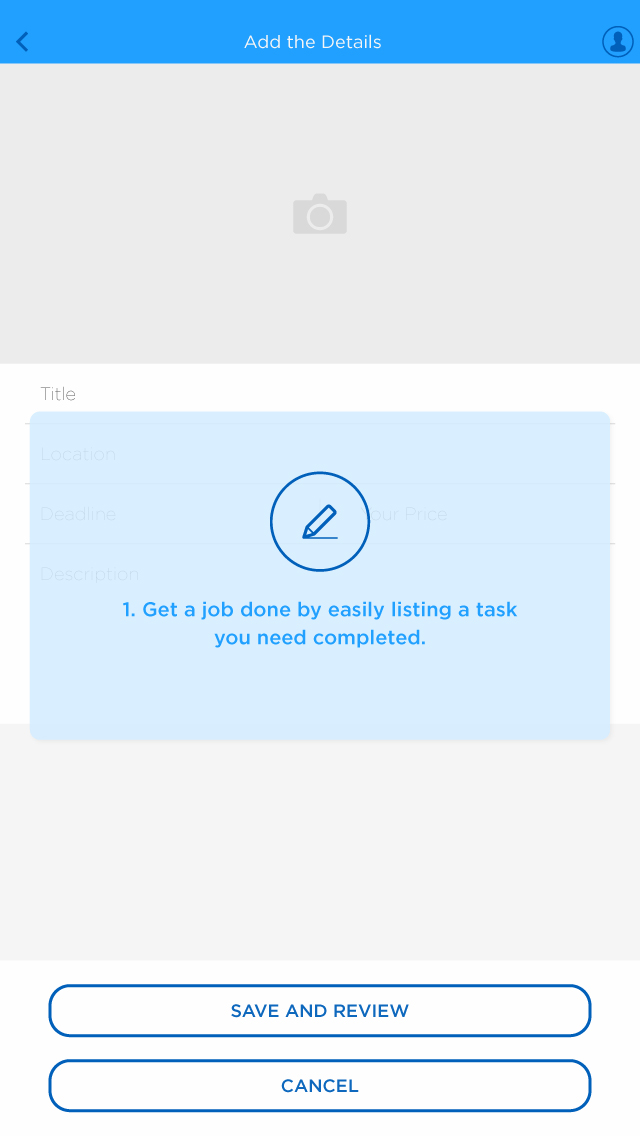 Add the Details
Title
Location
Deadline
our Price
Description
1. Get a job done by easily listing a task
you need completed.
SAVE AND REVIEW
CANCEL